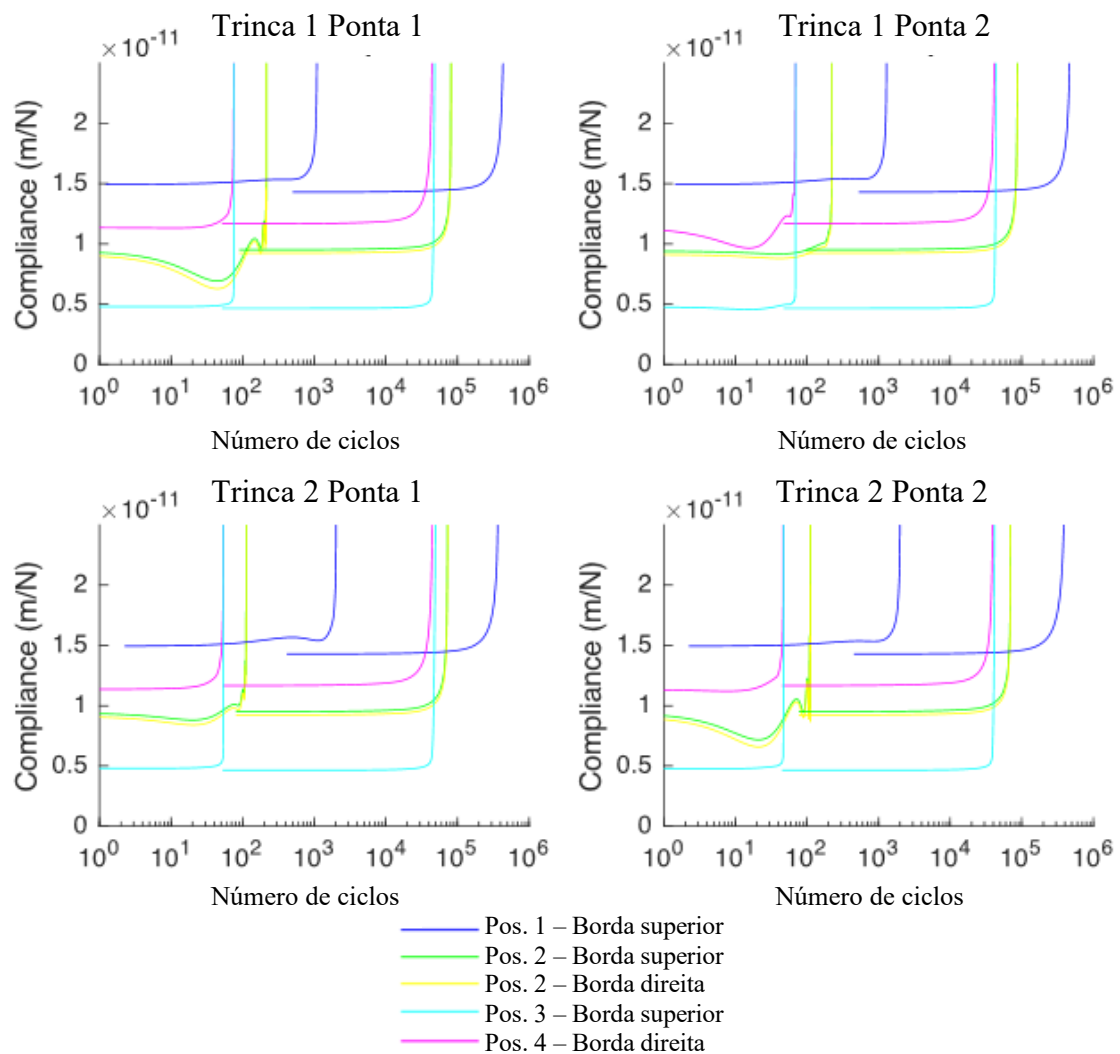 Trinca 1 Ponta 1
×10⁻¹¹
Compliance (m/N)
2
1.5
1
0.5
0
10⁰ 10¹ 10² 10³ 10⁴ 10⁵ 10⁶
Número de ciclos
Trinca 1 Ponta 2
×10⁻¹¹
Compliance (m/N)
2
1.5
1
0.5
0
10⁰ 10¹ 10² 10³ 10⁴ 10⁵ 10⁶
Número de ciclos
Trinca 2 Ponta 1
×10⁻¹¹
Compliance (m/N)
2
1.5
1
0.5
0
10⁰ 10¹ 10² 10³ 10⁴ 10⁵ 10⁶
Número de ciclos
Trinca 2 Ponta 2
×10⁻¹¹
Compliance (m/N)
2
1.5
1
0.5
0
10⁰ 10¹ 10² 10³ 10⁴ 10⁵ 10⁶
Número de ciclos
Pos. 1 – Borda superior
Pos. 2 – Borda superior
Pos. 2 – Borda direita
Pos. 3 – Borda superior
Pos. 4 – Borda direita